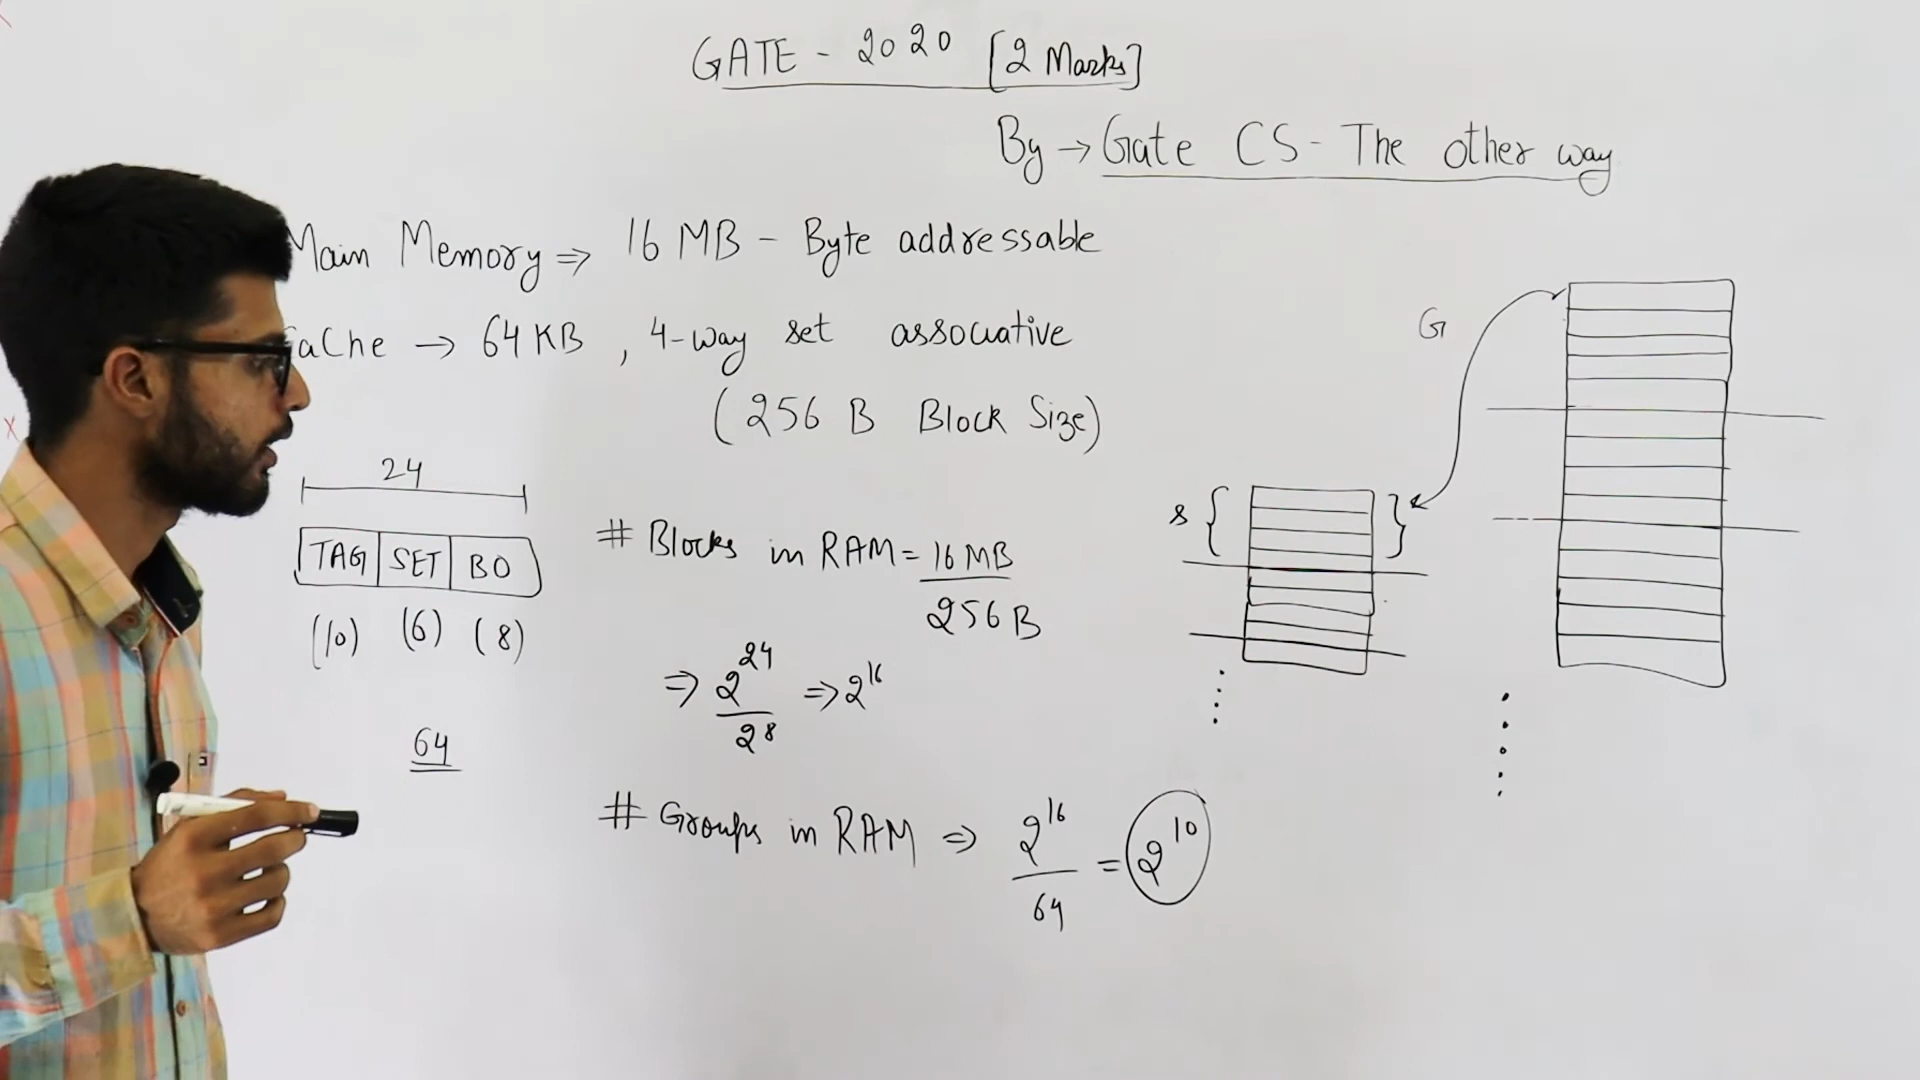 GATE - 2020 [2 Marks]
By → Gate CS - The other way
Main Memory ⇒ 16 MB - Byte addressable
Cache → 64 KB , 4-way set associative
(256 B Block Size)
24
TAG SET BO
(10) (6) (8)
64
# Blocks in RAM = 16 MB
256 B
⇒ 2^24 ⇒ 2^16
2^8
# Groups in RAM ⇒ 2^16 = 2^10
64
s { }
G